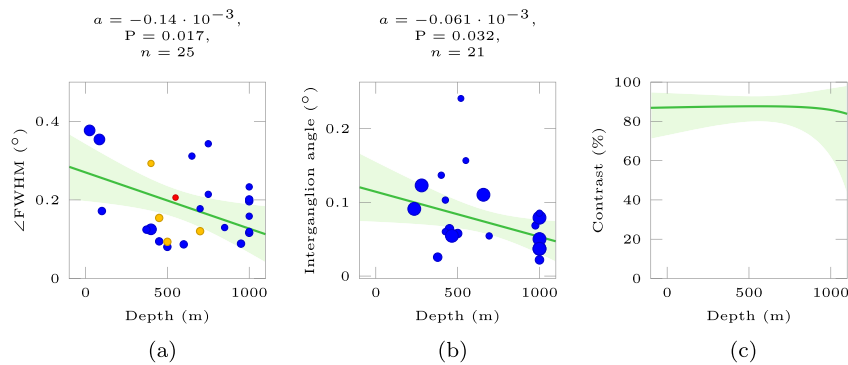 a = −0.14 · 10⁻³,
P = 0.017,
n = 25
∠FWHM (°)
0.4
0.2
0
0
500
1000
Depth (m)
(a)
a = −0.061 · 10⁻³,
P = 0.032,
n = 21
Interganglion angle (°)
0.2
0.1
0
0
500
1000
Depth (m)
(b)
Contrast (%)
100
80
60
40
20
0
0
500
1000
Depth (m)
(c)